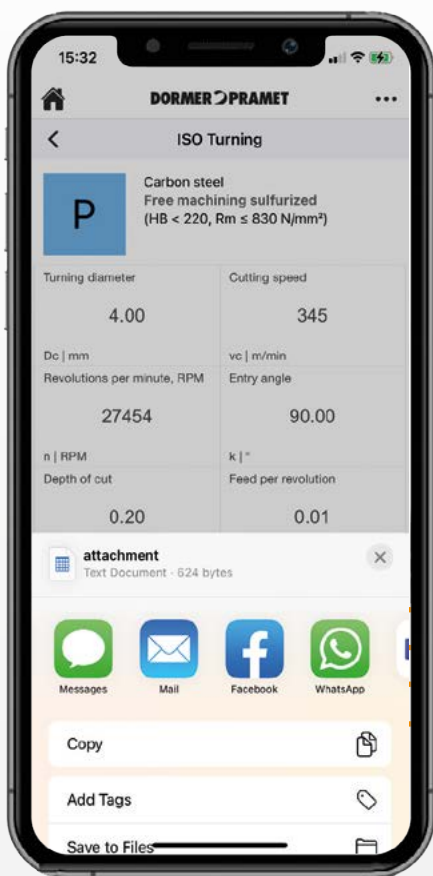 15:32
DORMER PRAMET
ISO Turning
P
Carbon steel
Free machining sulfurized
(HB < 220, Rm ≤ 830 N/mm²)
Turning diameter
Cutting speed
4.00
345
Dc | mm
vc | m/min
Revolutions per minute, RPM
Entry angle
27454
90.00
n | RPM
k | °
Depth of cut
Feed per revolution
0.20
0.01
attachment
Text Document · 624 bytes
Messages
Mail
Facebook
WhatsApp
Copy
Add Tags
Save to Files